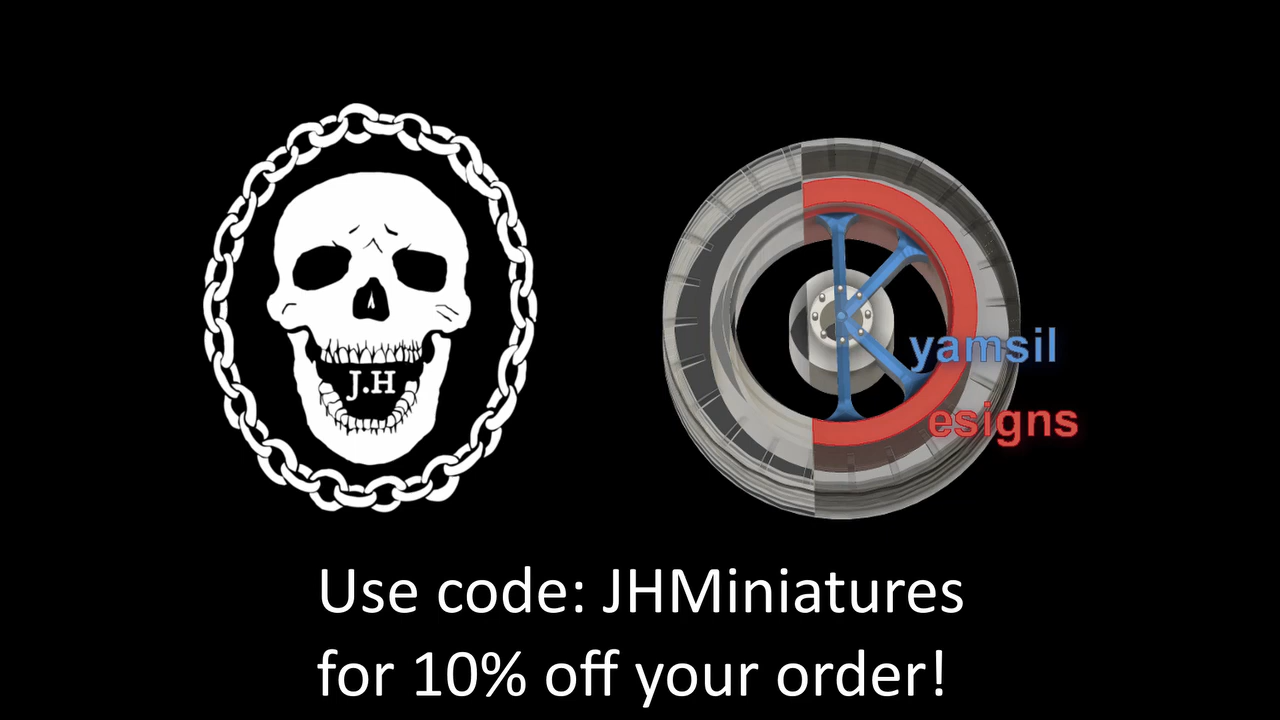 J.H
yamsil
esigns
Use code: JHMiniatures
for 10% off your order!